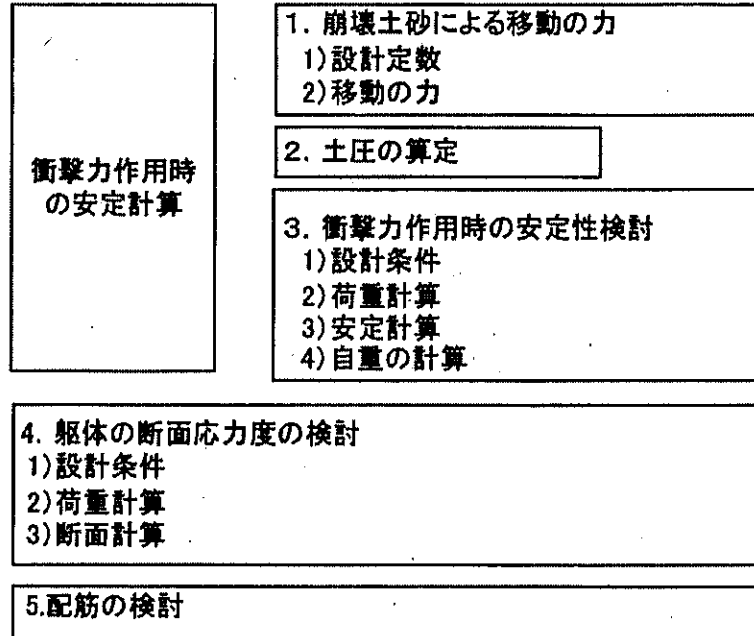 衝撃力作用時
の安定計算
1. 崩壊土砂による移動の力
1)設計定数
2)移動の力
2. 土圧の算定
3. 衝撃力作用時の安定性検討
1)設計条件
2)荷重計算
3)安定計算
4)自重の計算
4. 躯体の断面応力度の検討
1)設計条件
2)荷重計算
3)断面計算
5.配筋の検討